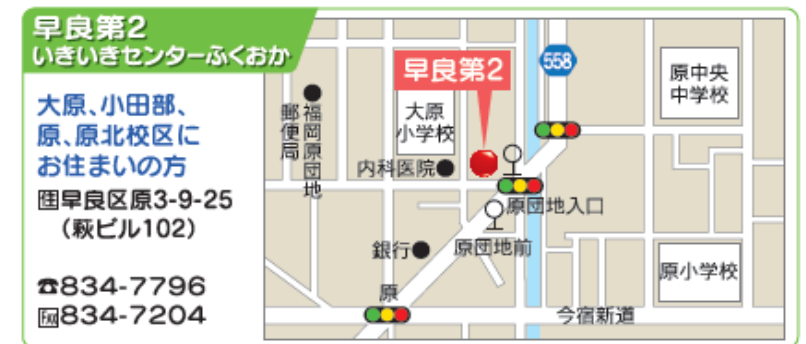 早良第2
いきいきセンターふくおか
大原、小田部、
原、原北校区に
お住まいの方
住早良区原3-9-25
(萩ビル102)
☎834-7796
FAX834-7204
早良第2
558
原中央
中学校
福岡原団地
郵便局
大原
小学校
内科医院
原団地入口
原団地前
銀行
原小学校
原
今宿新道